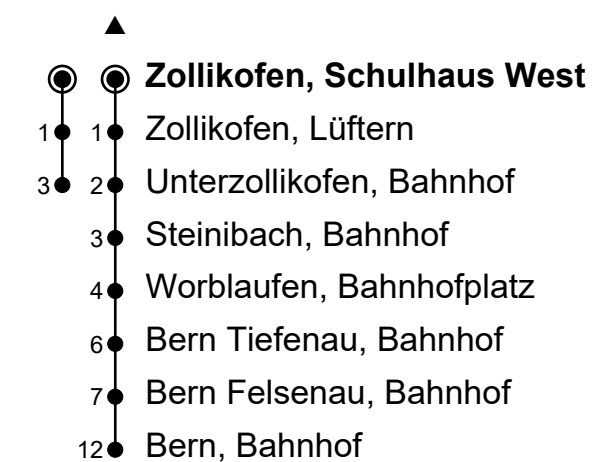 Zollikofen, Schulhaus West
1 1 Zollikofen, Lüftern
3 2 Unterzollikofen, Bahnhof
3 Steinibach, Bahnhof
4 Worblaufen, Bahnhofplatz
6 Bern Tiefenau, Bahnhof
7 Bern Felsenau, Bahnhof
12 Bern, Bahnhof